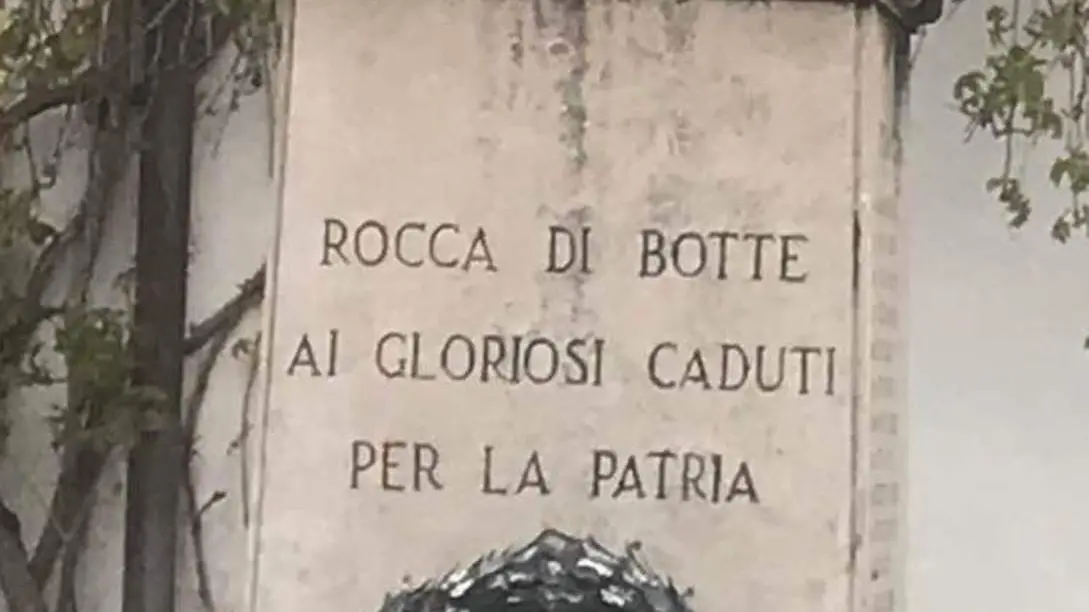 ROCCA DI BOTTE
AI GLORIOSI CADUTI
PER LA PATRIA